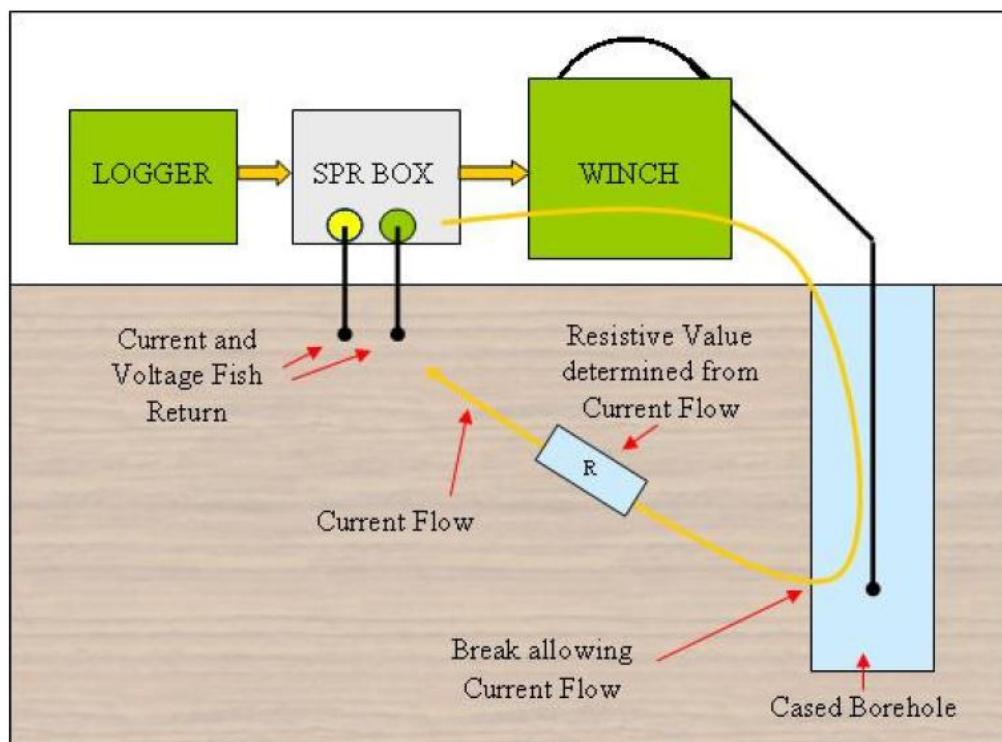 LOGGER
SPR BOX
WINCH
Current and
Voltage Fish
Return
Resistive Value
determined from
Current Flow
R
Current Flow
Break allowing
Current Flow
Cased Borehole